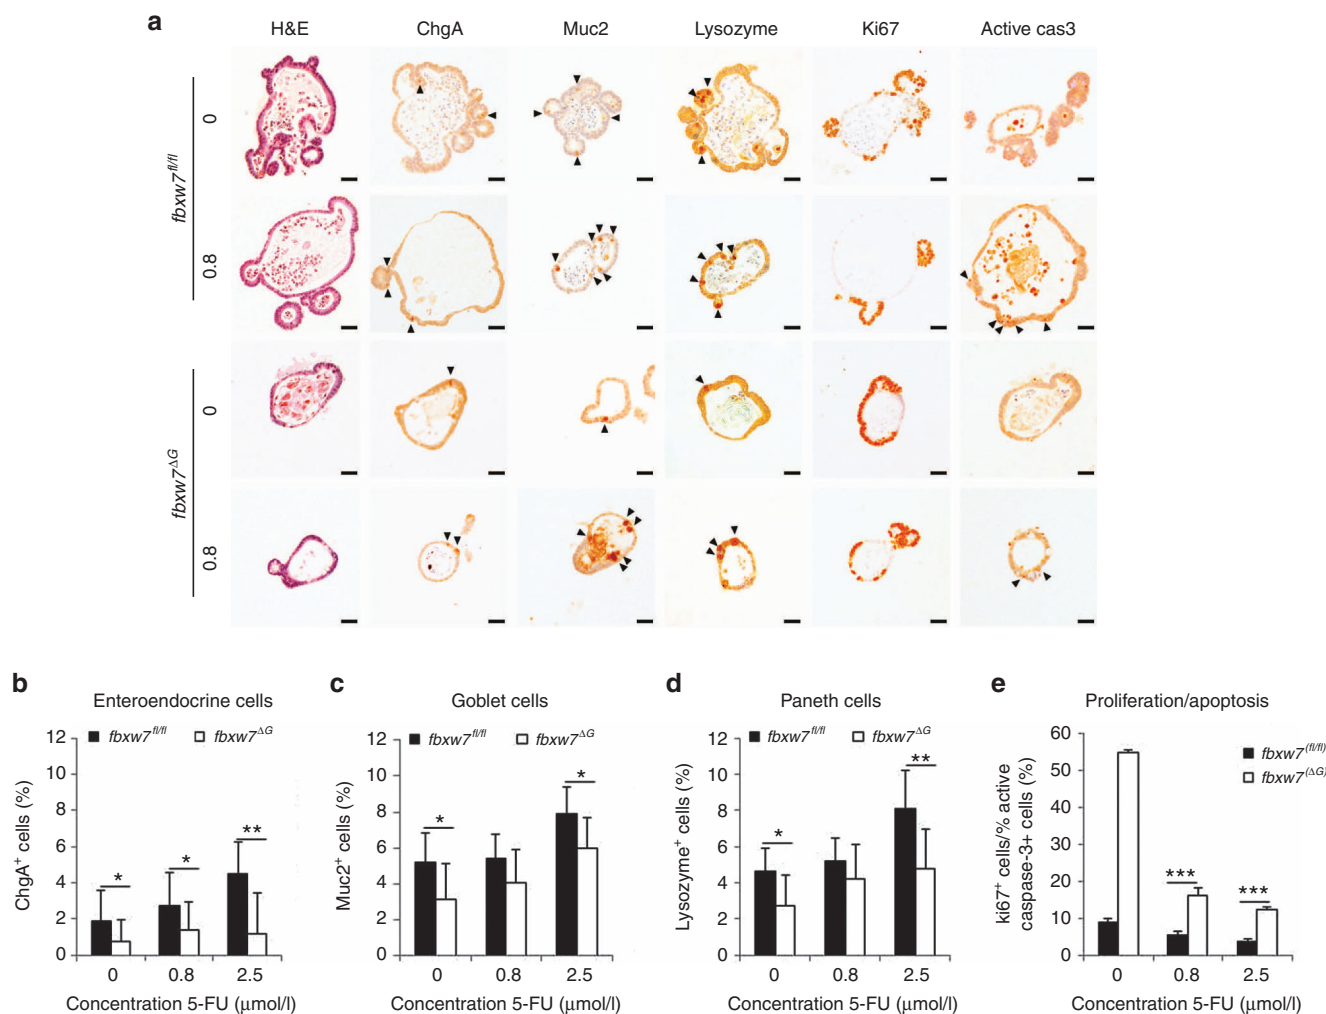 a
H&E ChgA Muc2 Lysozyme Ki67 Active cas3
fbxw7fl/fl
0
0.8
fbxw7ΔG
0
0.8
b Enteroendocrine cells
fbxw7fl/fl fbxw7ΔG
ChgA+ cells (%)
12
10
8
6
4
2
0
* * **
0 0.8 2.5
Concentration 5-FU (μmol/l)
c Goblet cells
fbxw7fl/fl fbxw7ΔG
Muc2+ cells (%)
12
10
8
6
4
2
0
* *
0 0.8 2.5
Concentration 5-FU (μmol/l)
d Paneth cells
fbxw7fl/fl fbxw7ΔG
Lysozyme+ cells (%)
12
10
8
6
4
2
0
* **
0 0.8 2.5
Concentration 5-FU (μmol/l)
e Proliferation/apoptosis
fbxw7(fl/fl)
fbxw7(ΔG)
ki67+ cells/% active
caspase-3+ cells (%)
60
50
40
30
20
10
0
*** ***
0 0.8 2.5
Concentration 5-FU (μmol/l)